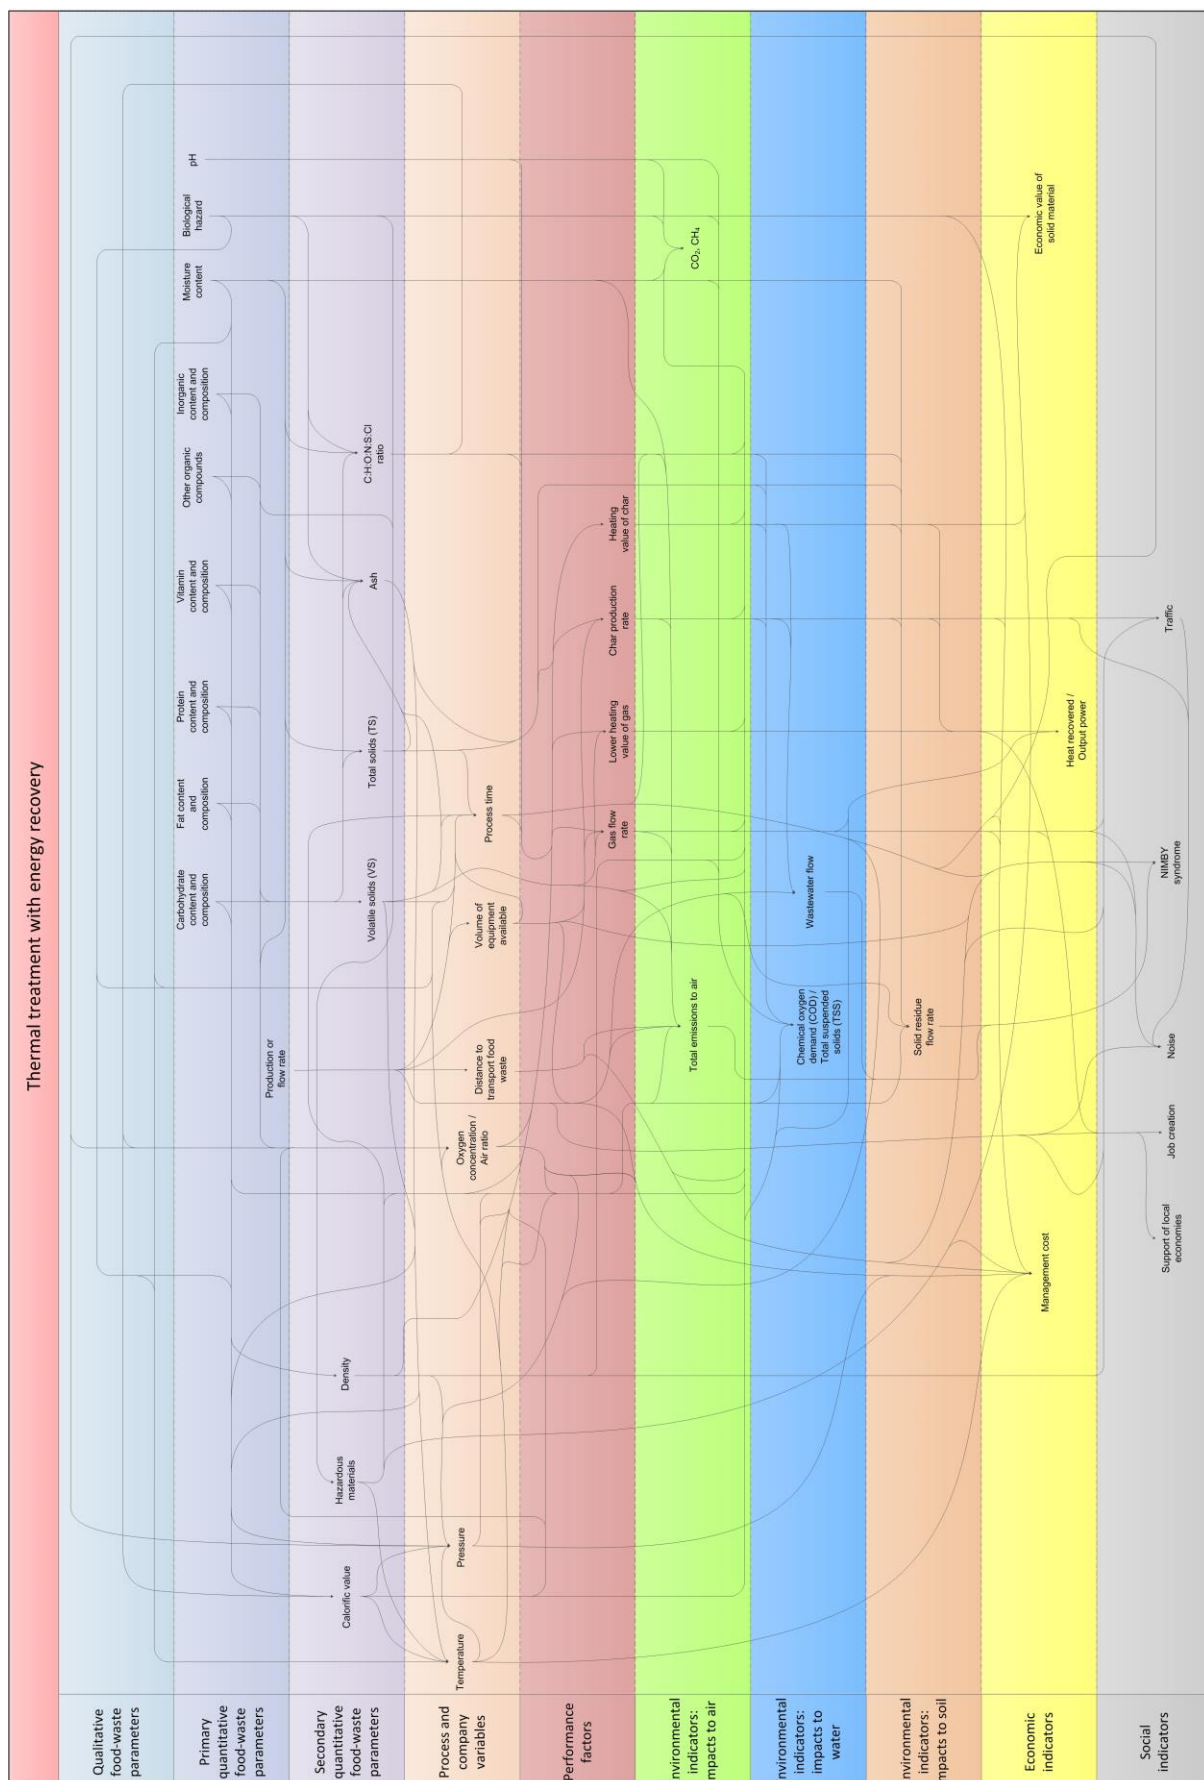 Thermal treatment with energy recovery
Qualitative
food-waste
parameters
Primary
quantitative
food-waste
parameters
Carbohydrate
content and
composition
Fat content
and
composition
Protein
content and
composition
Vitamin
content and
composition
Other organic
compounds
Inorganic
content and
composition
Moisture
content
Biological
hazard
pH
Production or
flow rate
Secondary
quantitative
food-waste
parameters
Calorific value
Hazardous
materials
Density
Volatile solids (VS)
Total solids (TS)
Ash
C:H:O:N:S:Cl
ratio
Process and
company
variables
Temperature
Pressure
Oxygen
concentration /
Air ratio
Distance to
transport food
waste
Volume of
equipment
available
Process time
Performance
factors
Gas flow
rate
Lower heating
value of gas
Char production
rate
Heating
value of char
nvironmental
indicators:
mpacts to air
Total emissions to air
CO₂, CH₄
nvironmental
indicators:
impacts to
water
Chemical oxygen
demand (COD) /
Total suspended
solids (TSS)
Wastewater flow
nvironmental
indicators:
mpacts to soil
Solid residue
flow rate
Economic
indicators
Management cost
Heat recovered /
Output power
Economic value of
solid material
Social
indicators
Support of local
economies
Job creation
Noise
NIMBY
syndrome
Traffic